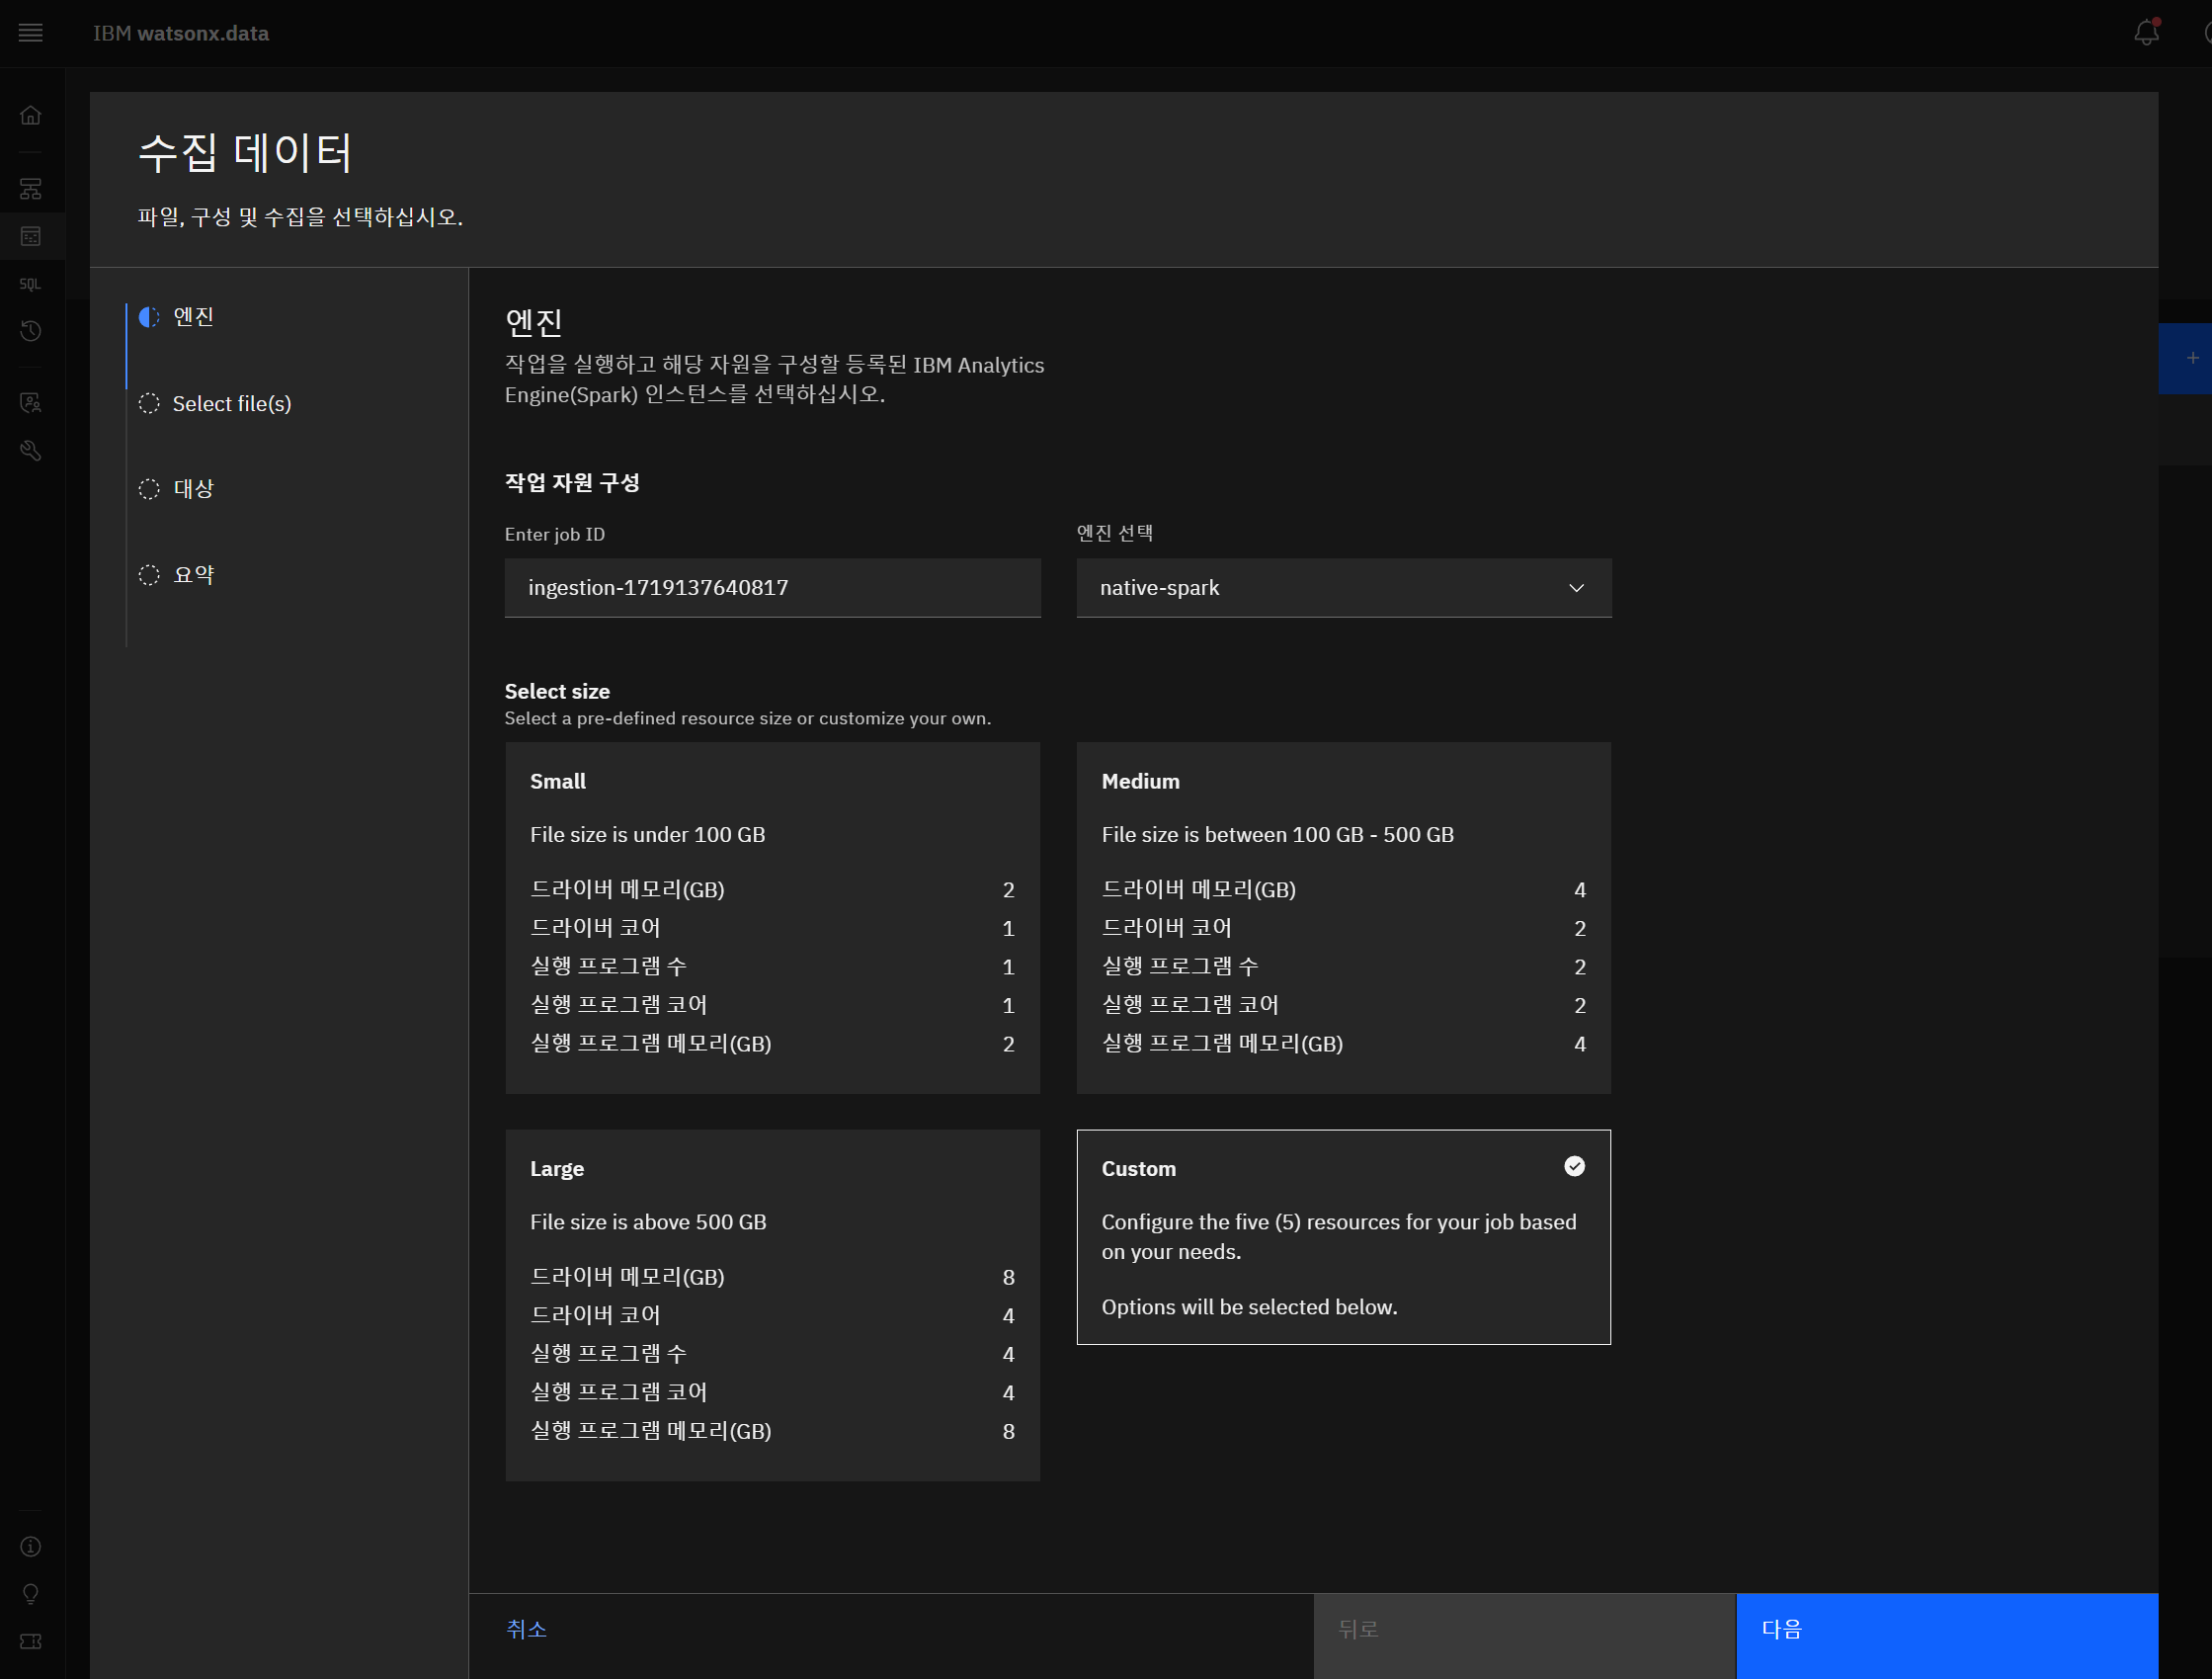 IBM watsonx.data
SQL
수집 데이터
파일, 구성 및 수집을 선택하십시오.
엔진
Select file(s)
대상
요약
엔진
작업을 실행하고 해당 자원을 구성할 등록된 IBM Analytics
Engine(Spark) 인스턴스를 선택하십시오.
작업 자원 구성
Enter job ID
ingestion-1719137640817
엔진 선택
native-spark
Select size
Select a pre-defined resource size or customize your own.
Small
File size is under 100 GB
드라이버 메모리(GB) 2
드라이버 코어 1
실행 프로그램 수 1
실행 프로그램 코어 1
실행 프로그램 메모리(GB) 2
Medium
File size is between 100 GB - 500 GB
드라이버 메모리(GB) 4
드라이버 코어 2
실행 프로그램 수 2
실행 프로그램 코어 2
실행 프로그램 메모리(GB) 4
Large
File size is above 500 GB
드라이버 메모리(GB) 8
드라이버 코어 4
실행 프로그램 수 4
실행 프로그램 코어 4
실행 프로그램 메모리(GB) 8
Custom
Configure the five (5) resources for your job based
on your needs.
Options will be selected below.
취소
뒤로
다음